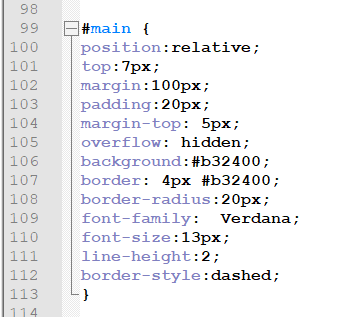 98
99 #main {
100 position:relative;
101 top:7px;
102 margin:100px;
103 padding:20px;
104 margin-top: 5px;
105 overflow: hidden;
106 background:#b32400;
107 border: 4px #b32400;
108 border-radius:20px;
109 font-family:  Verdana;
110 font-size:13px;
111 line-height:2;
112 border-style:dashed;
113 }
114